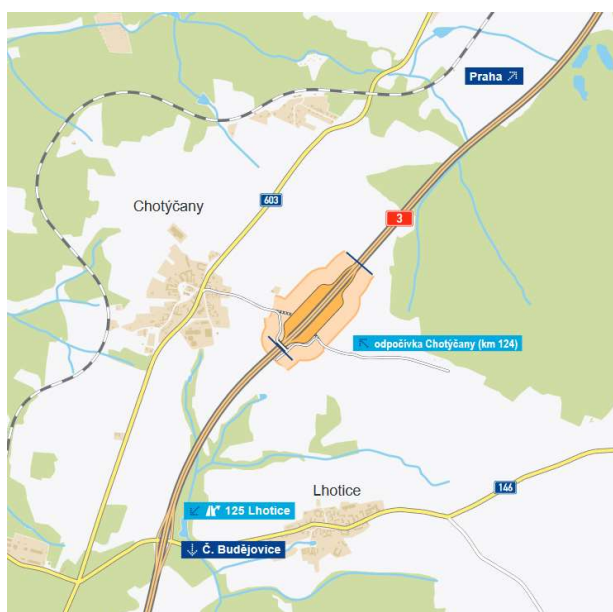 Praha
603
Chotýčany
3
odpočívka Chotýčany (km 124)
146
Lhotice
125 Lhotice
Č. Budějovice